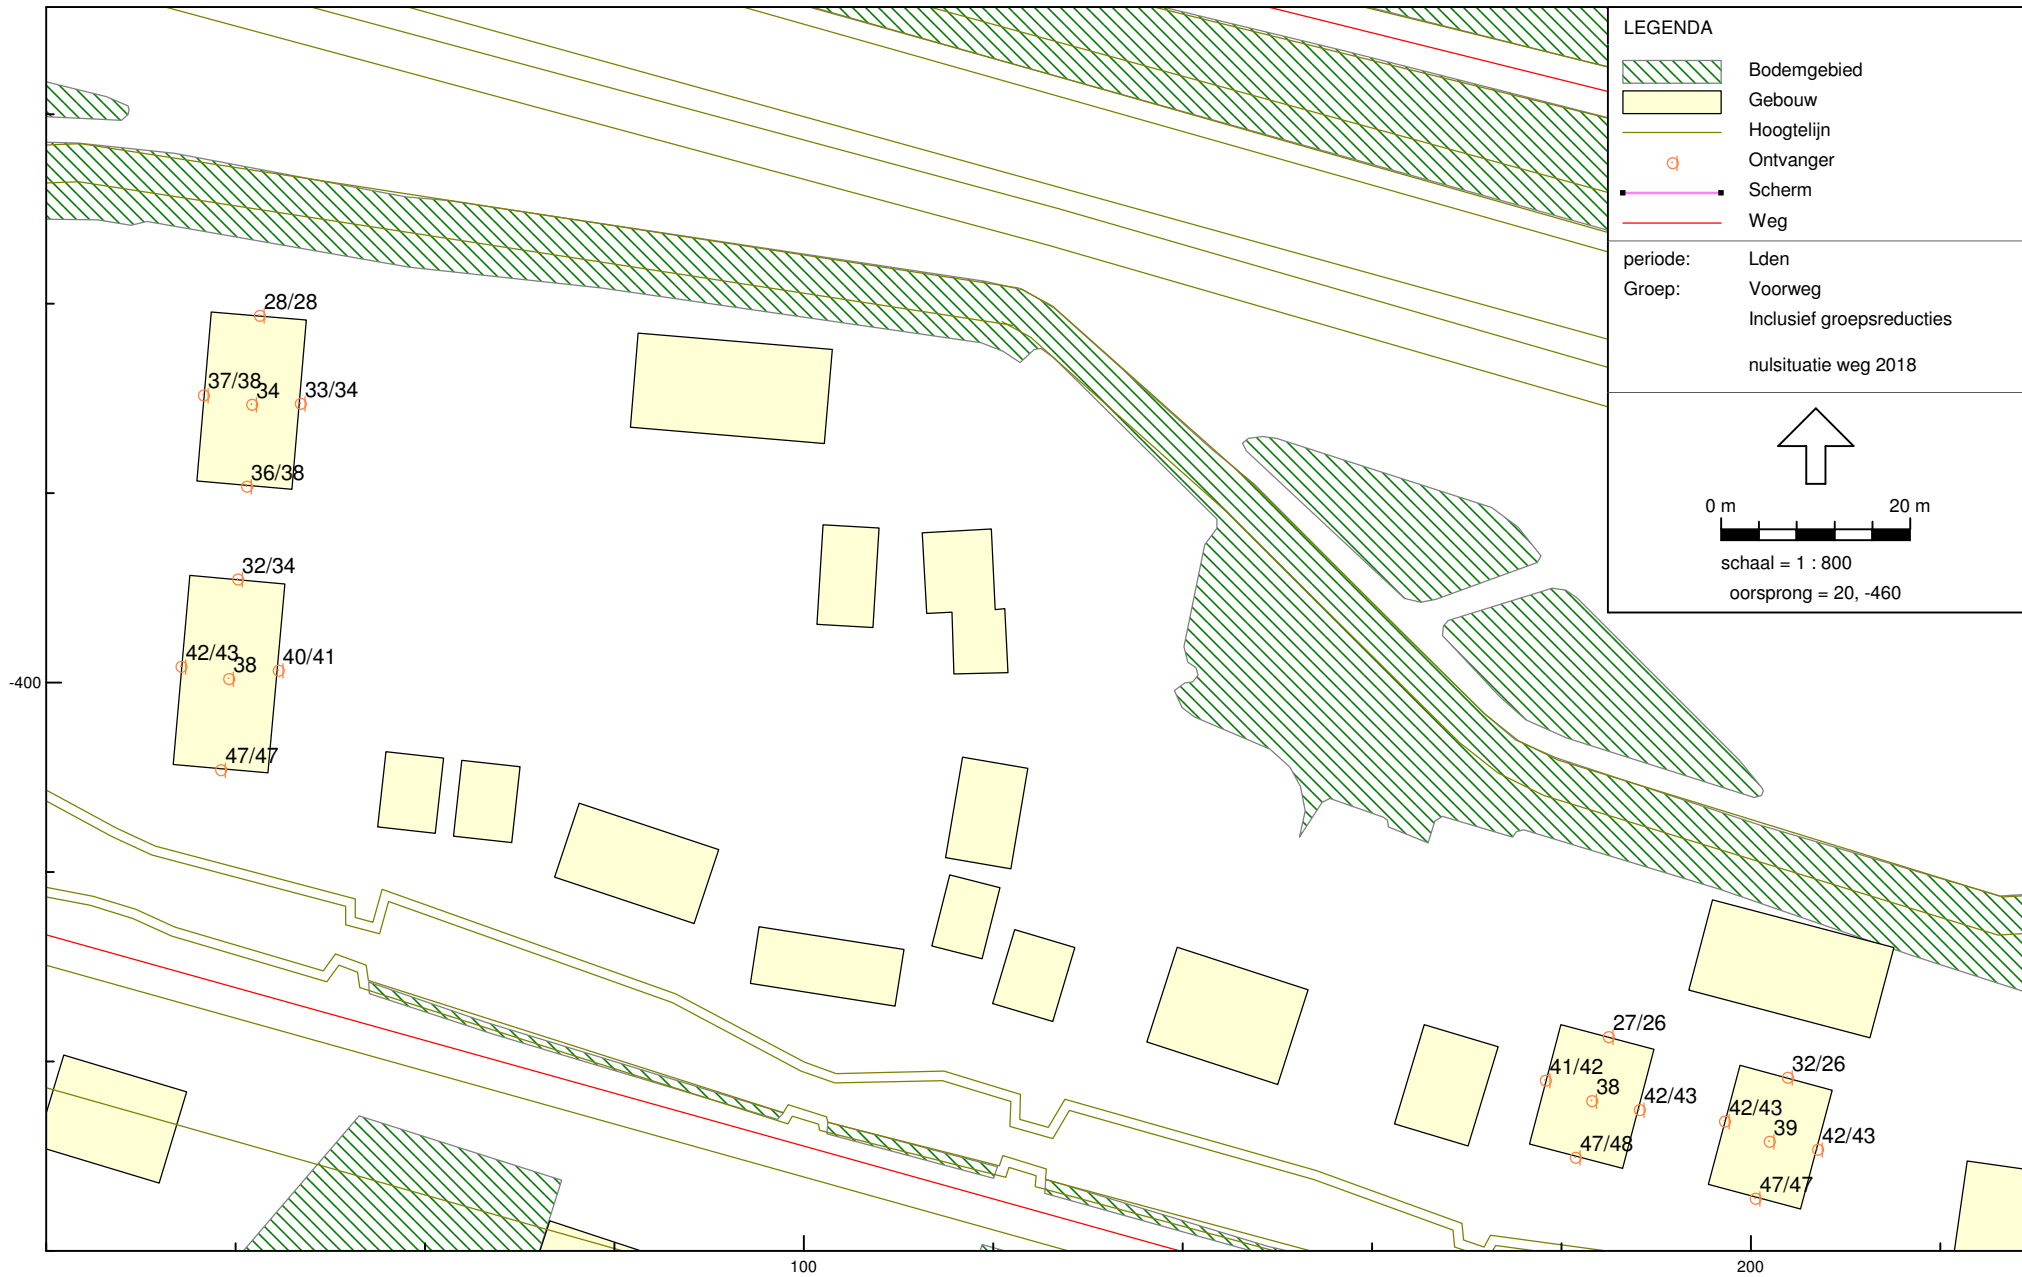 LEGENDA
Bodemgebied
Gebouw
Hoogtelijn
Ontvanger
Scherm
Weg
periode: Lden
Groep: Voorweg
Inclusief groepsreducties
nulsituatie weg 2018
0 m 20 m
schaal = 1 : 800
oorsprong = 20, -460
28/28
37/38 34 33/34
36/38
32/34
42/43 38 40/41
-400
47/47
27/26
41/42 38 42/43
32/26
42/43 39 42/43
47/48
47/47
100 200